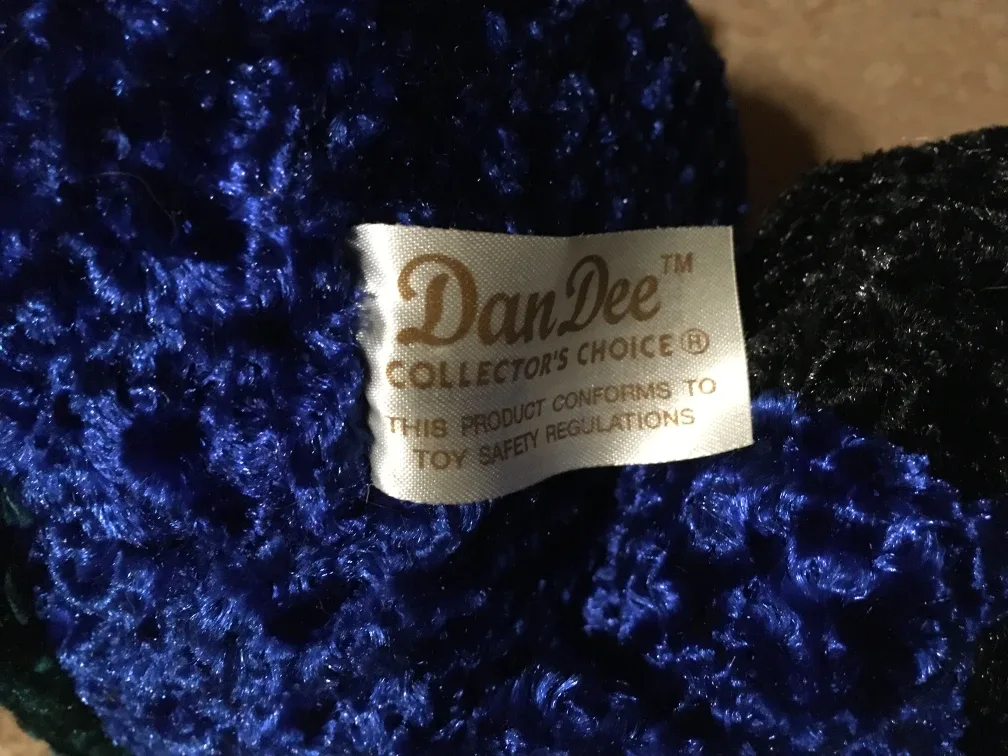 DanDee™
COLLECTOR'S CHOICE®
THIS PRODUCT CONFORMS TO
TOY SAFETY REGULATIONS